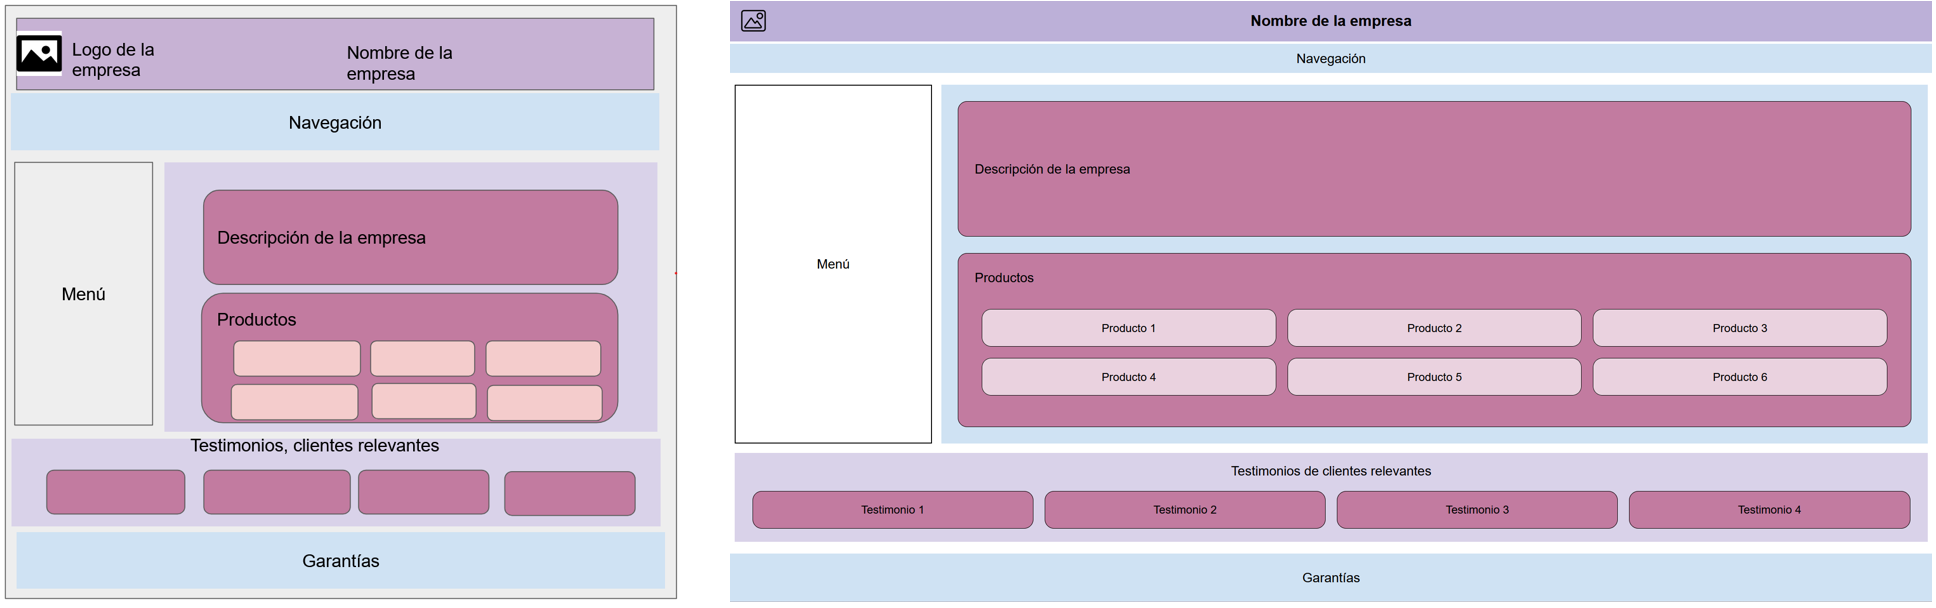 Logo de la
empresa
Nombre de la
empresa
Navegación
Menú
Descripción de la empresa
Productos
Testimonios, clientes relevantes
Garantías
Nombre de la empresa
Navegación
Menú
Descripción de la empresa
Productos
Producto 1
Producto 2
Producto 3
Producto 4
Producto 5
Producto 6
Testimonios de clientes relevantes
Testimonio 1
Testimonio 2
Testimonio 3
Testimonio 4
Garantías